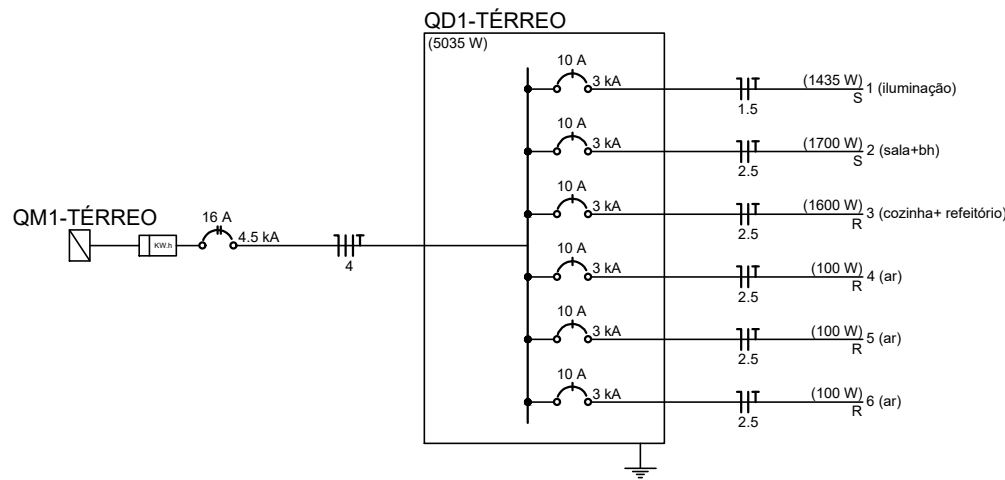 QD1-TÉRREO
(5035 W)
10 A
3 kA
1.5
(1435 W)
S
1 (iluminação)
10 A
3 kA
2.5
(1700 W)
S
2 (sala+bh)
10 A
3 kA
2.5
(1600 W)
R
3 (cozinha+ refeitório)
QM1-TÉRREO
KW.h
16 A
4.5 kA
4
10 A
3 kA
2.5
(100 W)
R
4 (ar)
10 A
3 kA
2.5
(100 W)
R
5 (ar)
10 A
3 kA
2.5
(100 W)
R
6 (ar)